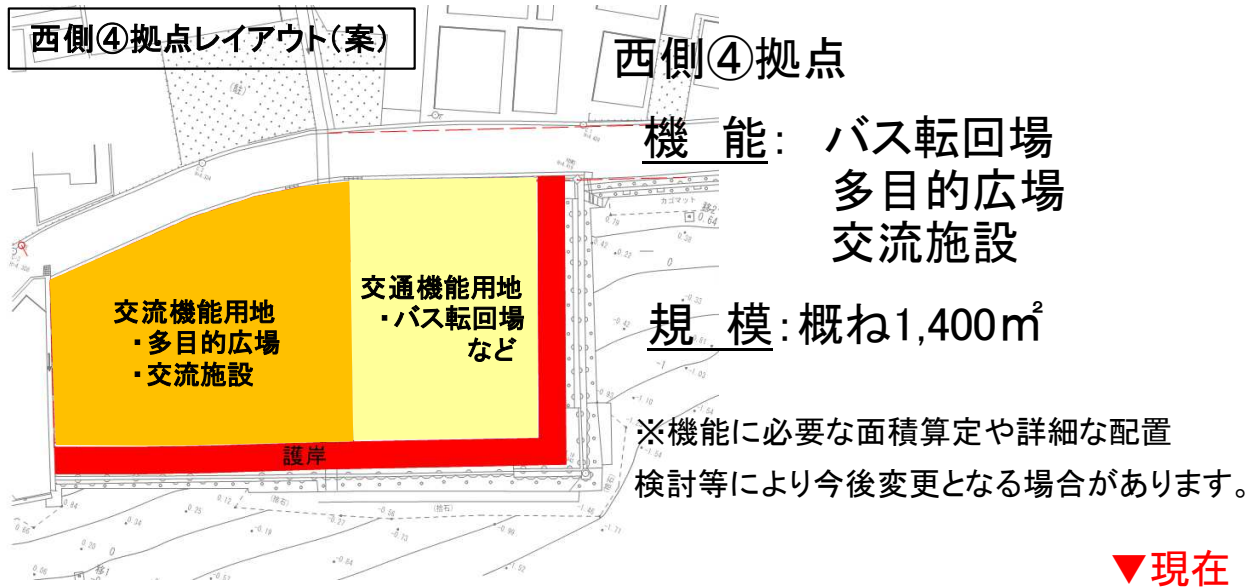 西側④拠点レイアウト(案)
西側④拠点
機　能:　バス転回場
多目的広場
交流施設
規　模:概ね1,400㎡
※機能に必要な面積算定や詳細な配置
検討等により今後変更となる場合があります。
▼現在
交流機能用地
・多目的広場
・交流施設
交通機能用地
・バス転回場
など
護岸
カゴマット